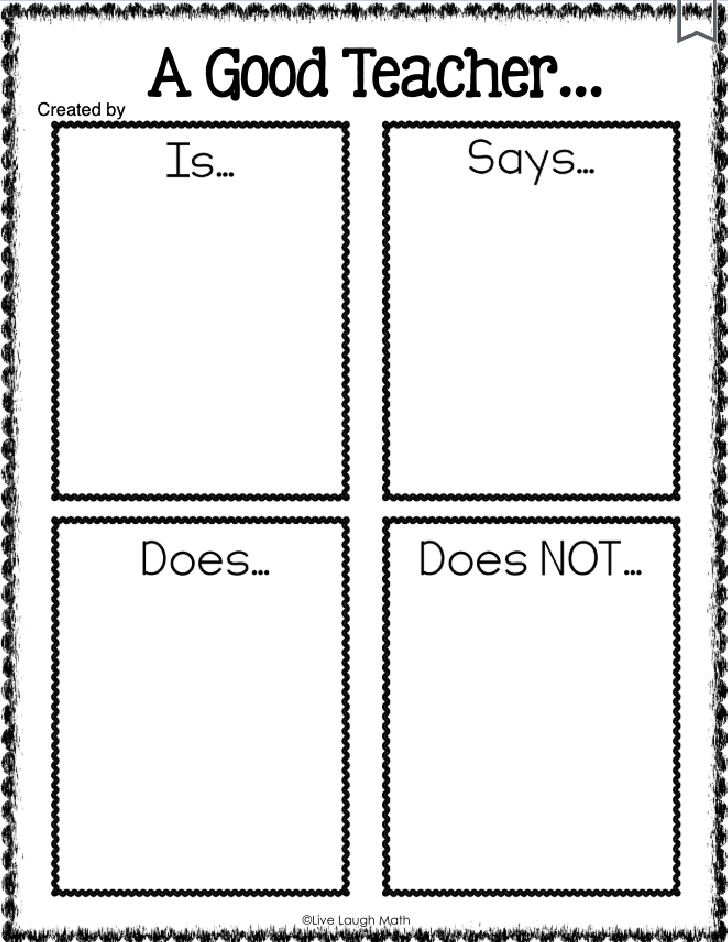 A Good Teacher...
Created by
Is...
Says...
Does...
Does NOT...
©Live Laugh Math